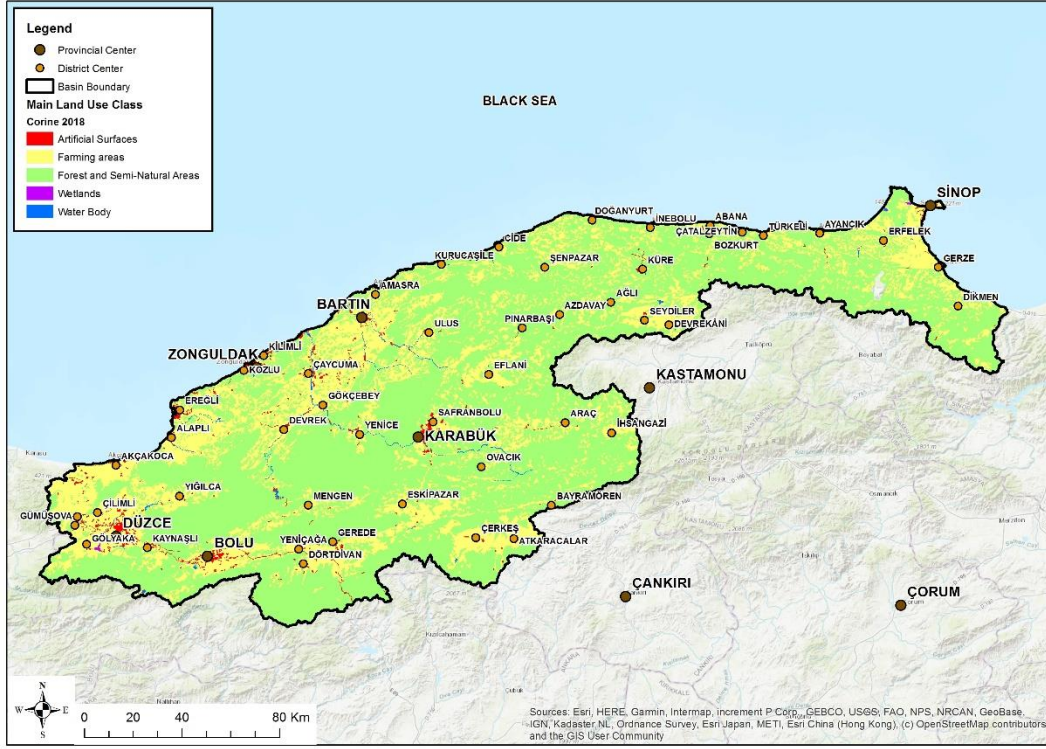 Legend
Provincial Center
District Center
Basin Boundary
Main Land Use Class
Corine 2018
Artificial Surfaces
Farming areas
Forest and Semi-Natural Areas
Wetlands
Water Body
BLACK SEA
SİNOP
DOĞANYURT
İNEBOLU
ABANA
ÇATALZEYTİN
TÜRKELİ
AYANCIK
BOZKURT
ERFELEK
CİDE
KURUCAŞİLE
ŞENPAZAR
KÜRE
GERZE
AMASRA
BARTIN
AĞLI
AZDAVAY
DİKMEN
PINARBAŞI
SEYDİLER
DEVREKANİ
ULUS
ZONGULDAK
KİLİMLİ
KOZLU
ÇAYCUMA
EFLANİ
KASTAMONU
GÖKÇEBEY
EREĞLİ
SAFRANBOLU
ARAÇ
İHSANGAZİ
ALAPLI
DEVREK
YENİCE
KARABÜK
AKÇAKOCA
OVACIK
YIĞILCA
MENGEN
ESKİPAZAR
BAYRAMÖREN
ÇİLİMLİ
GÜMÜŞOVA
DÜZCE
GÖLYAKA
KAYNAŞLI
BOLU
YENİÇAĞA
GEREDE
DÖRTDİVAN
ÇERKEŞ
ATKARACALAR
ÇANKIRI
ÇORUM
N
W E
S
0 20 40 80 Km
Sources: Esri, HERE, Garmin, Intermap, increment P Corp., GEBCO, USGS, FAO, NPS, NRCAN, GeoBase,
IGN, Kadaster NL, Ordnance Survey, Esri Japan, METI, Esri China (Hong Kong), (c) OpenStreetMap contributors,
and the GIS User Community